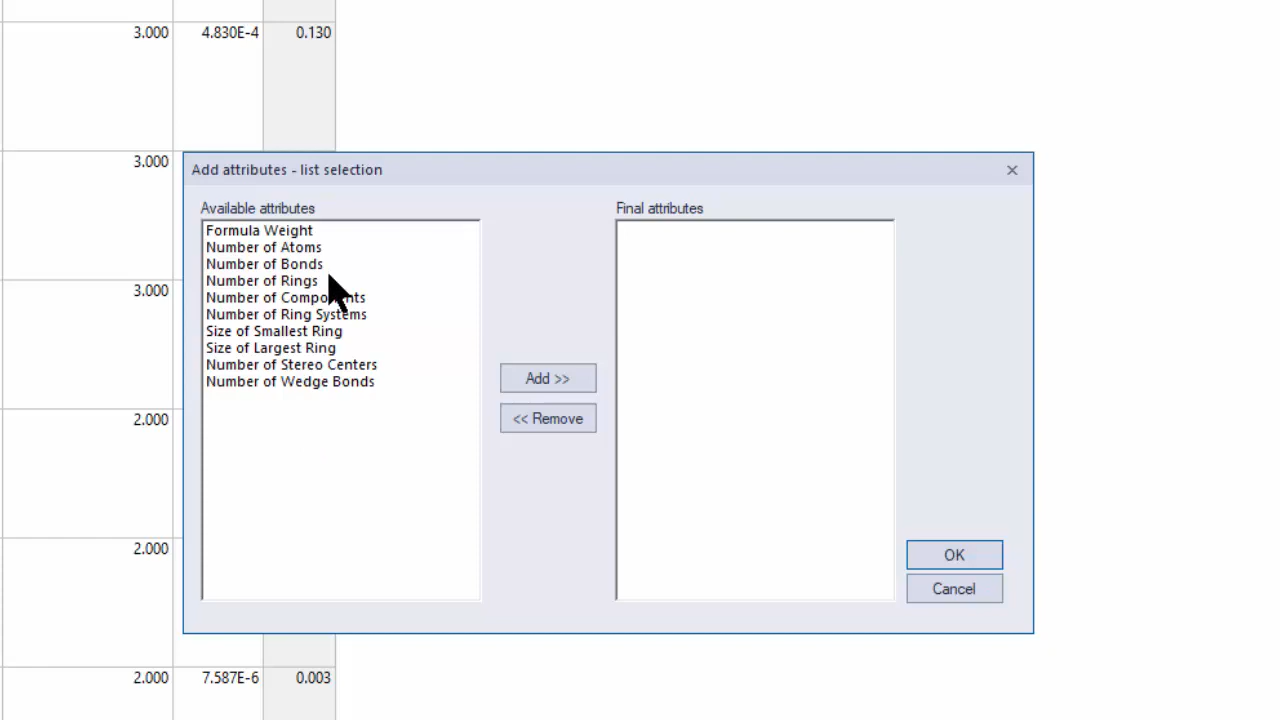 3.000 4.830E-4 0.130
3.000
Add attributes - list selection
Available attributes
Final attributes
Formula Weight
Number of Atoms
Number of Bonds
Number of Rings
Number of Components
Number of Ring Systems
Size of Smallest Ring
Size of Largest Ring
Number of Stereo Centers
Number of Wedge Bonds
3.000
Add >>
<< Remove
2.000
2.000
OK
Cancel
2.000 7.587E-6 0.003